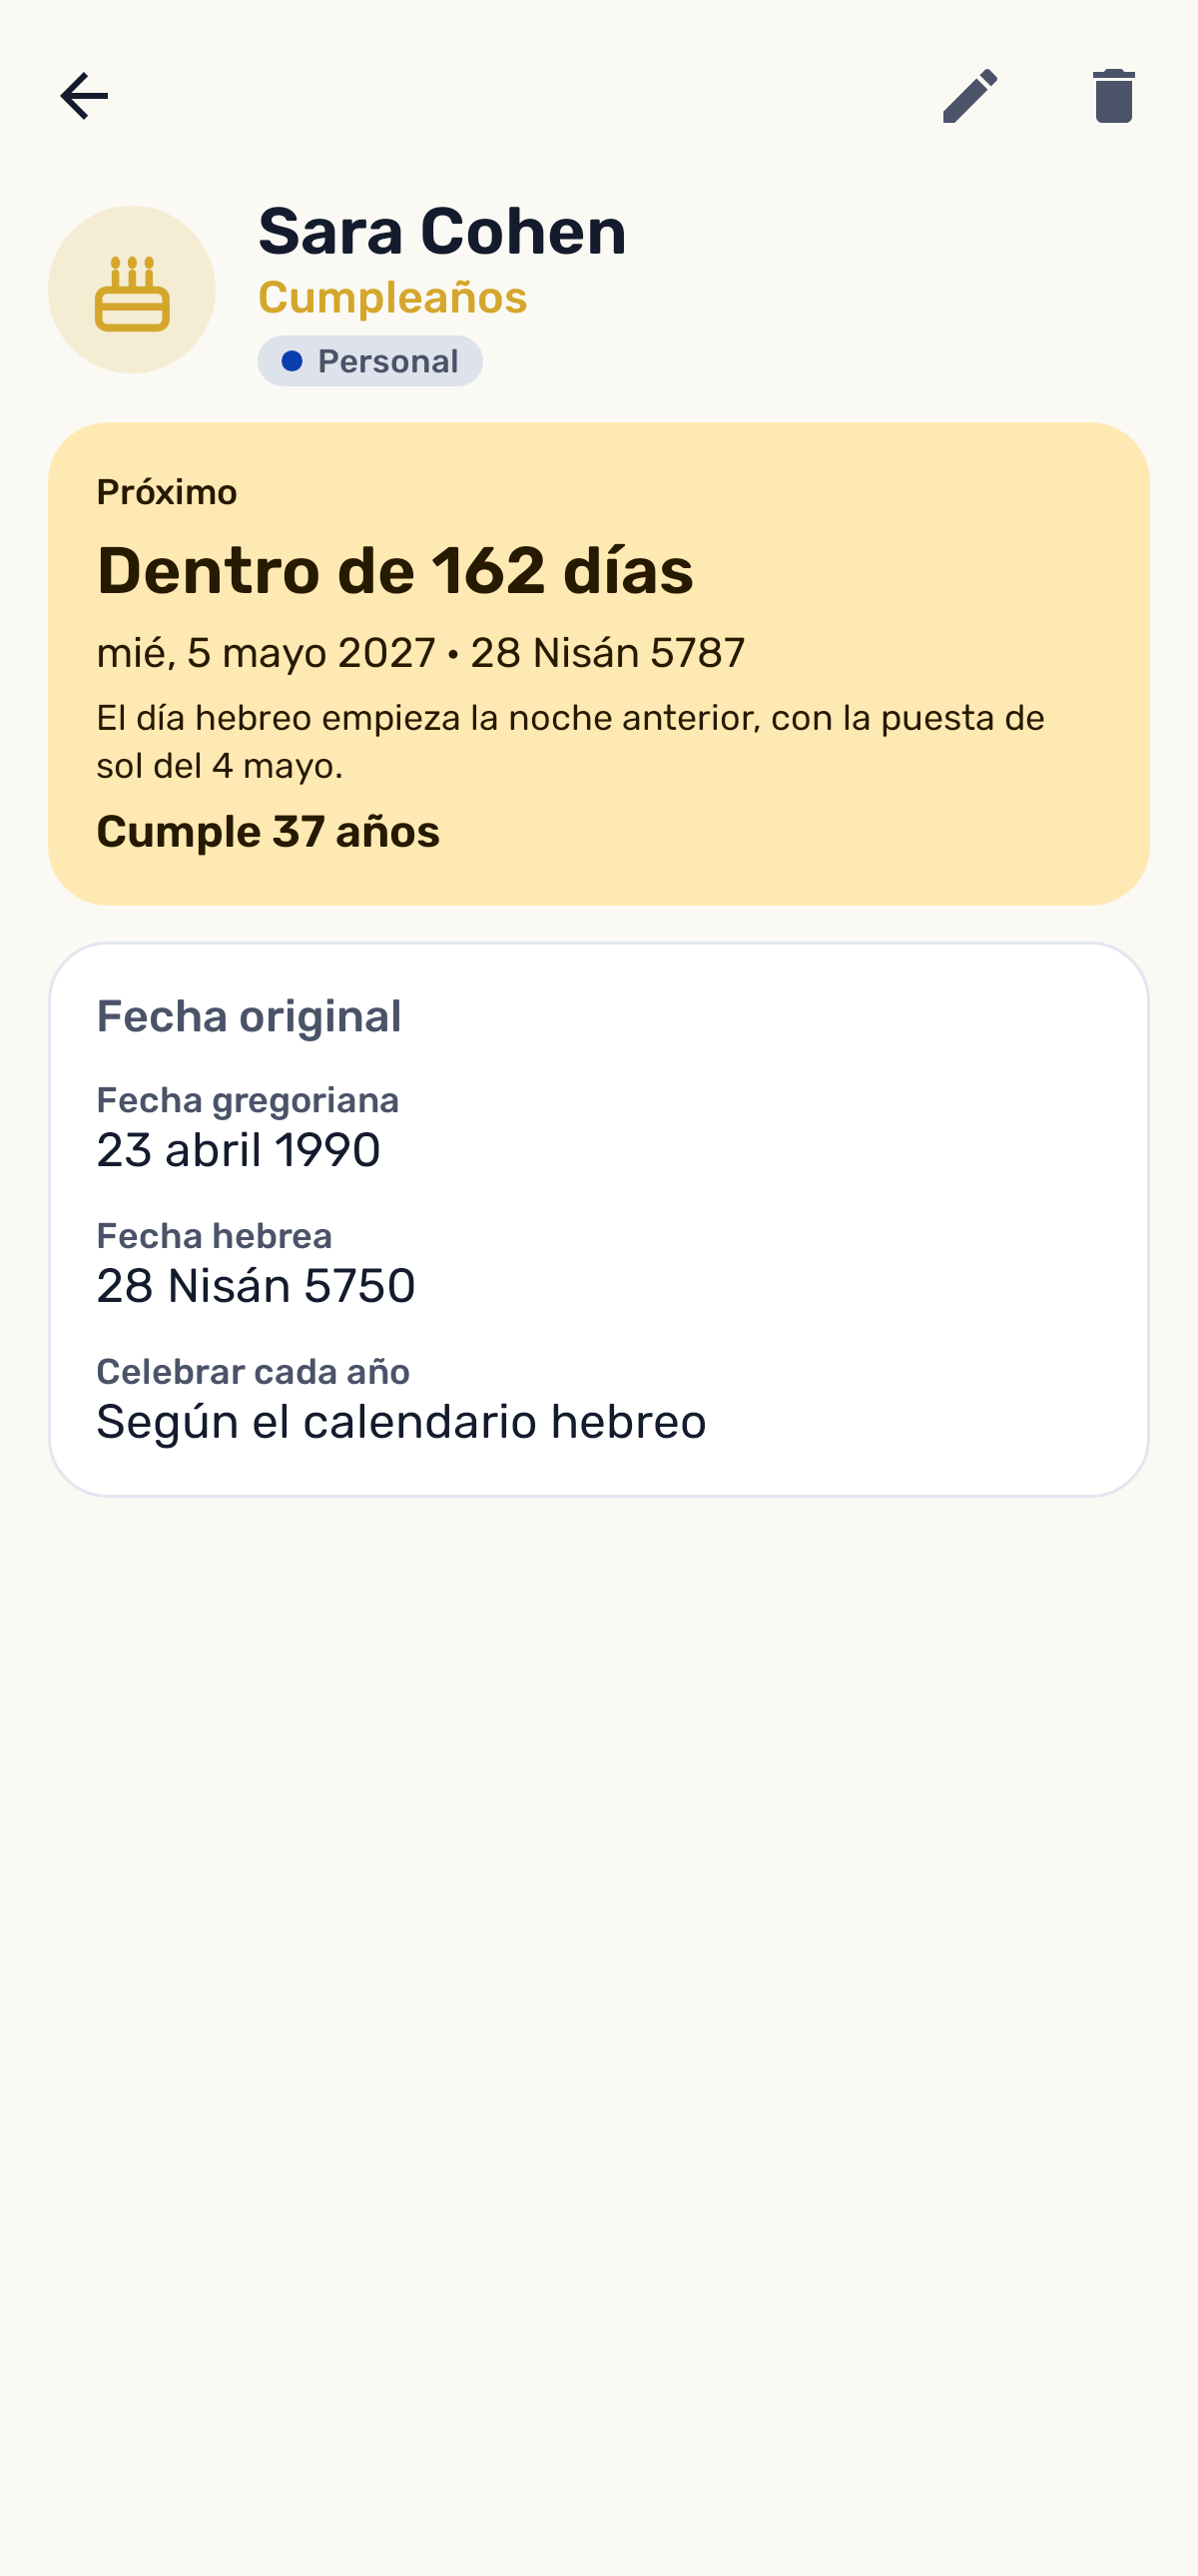 Sara Cohen
Cumpleaños
Personal
Próximo
Dentro de 162 días
mié, 5 mayo 2027 • 28 Nisán 5787
El día hebreo empieza la noche anterior, con la puesta de
sol del 4 mayo.
Cumple 37 años
Fecha original
Fecha gregoriana
23 abril 1990
Fecha hebrea
28 Nisán 5750
Celebrar cada año
Según el calendario hebreo